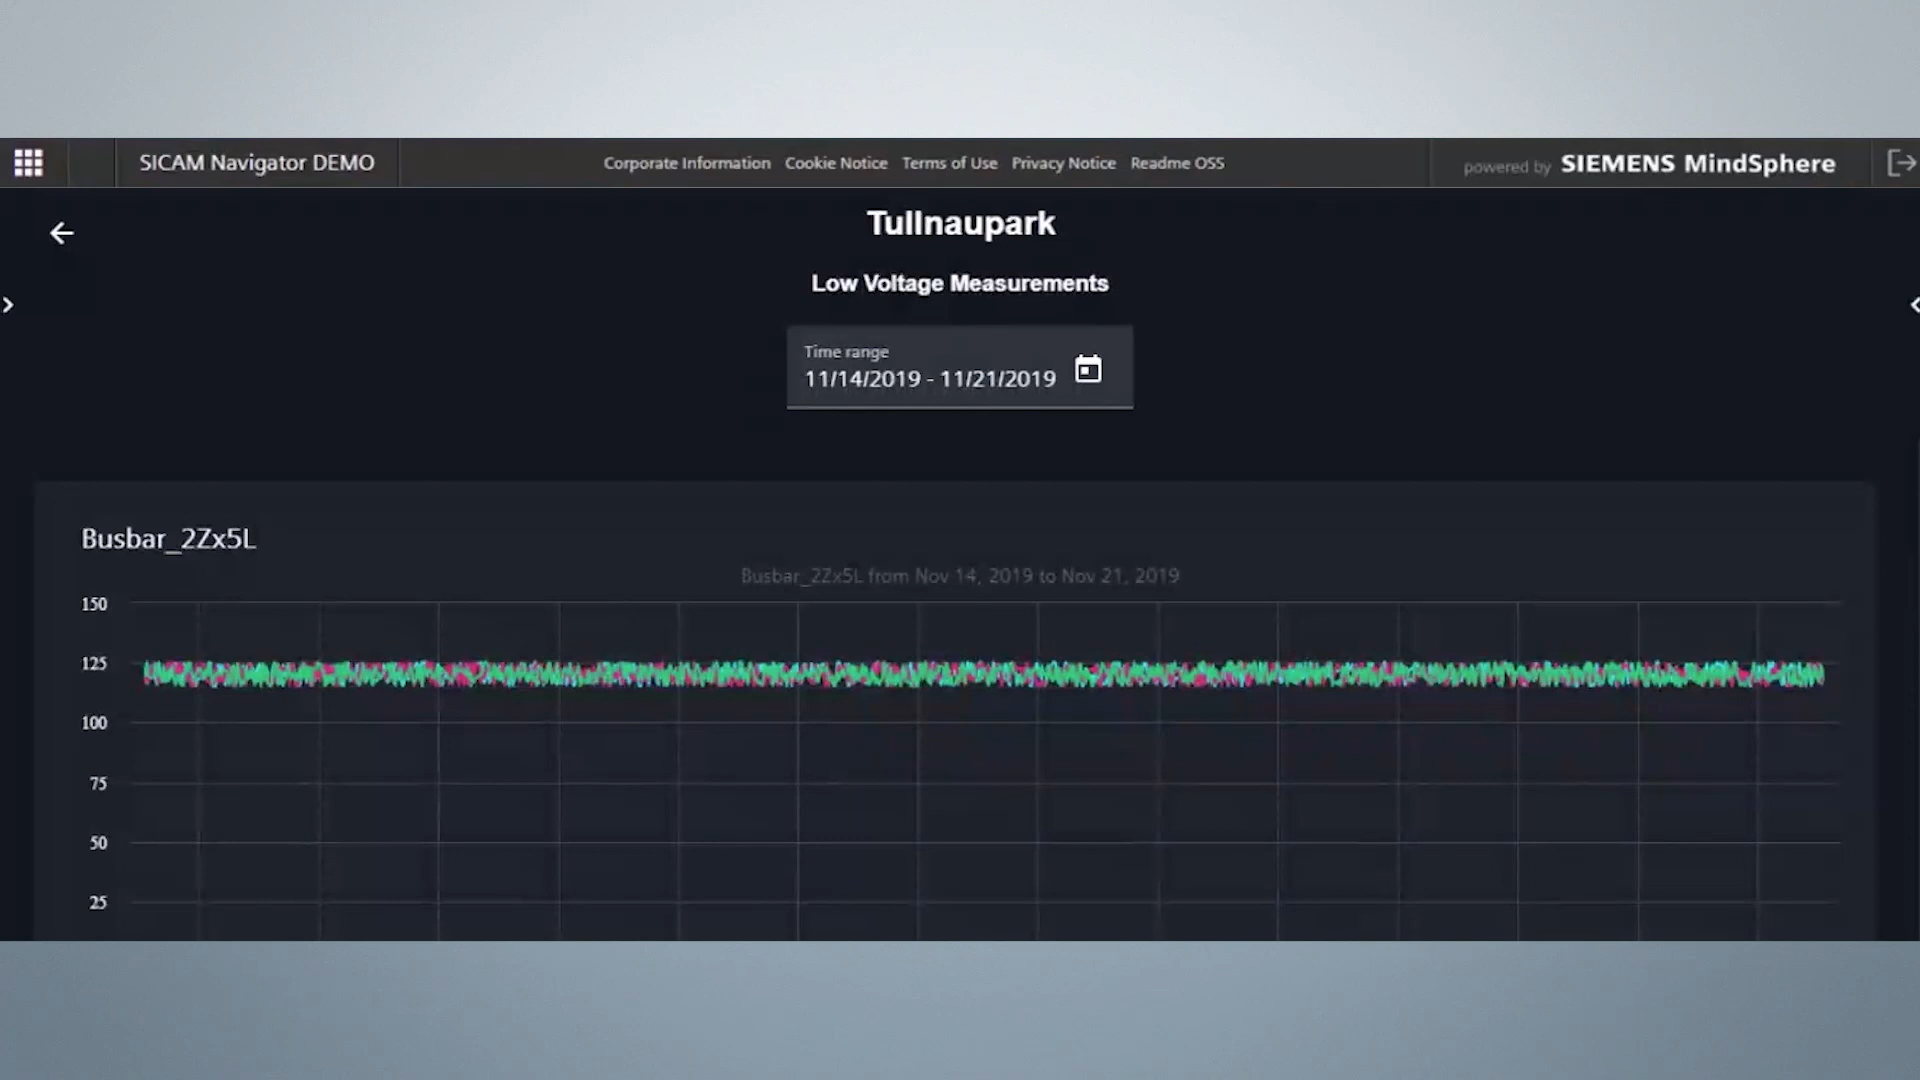 SICAM Navigator DEMO
Corporate Information Cookie Notice Terms of Use Privacy Notice Readme OSS
powered by SIEMENS MindSphere
Tullnaupark
Low Voltage Measurements
Time range
11/14/2019 - 11/21/2019
Busbar_2Zx5L
Busbar_2Zx5L from Nov 14, 2019 to Nov 21, 2019
150
125
100
75
50
25